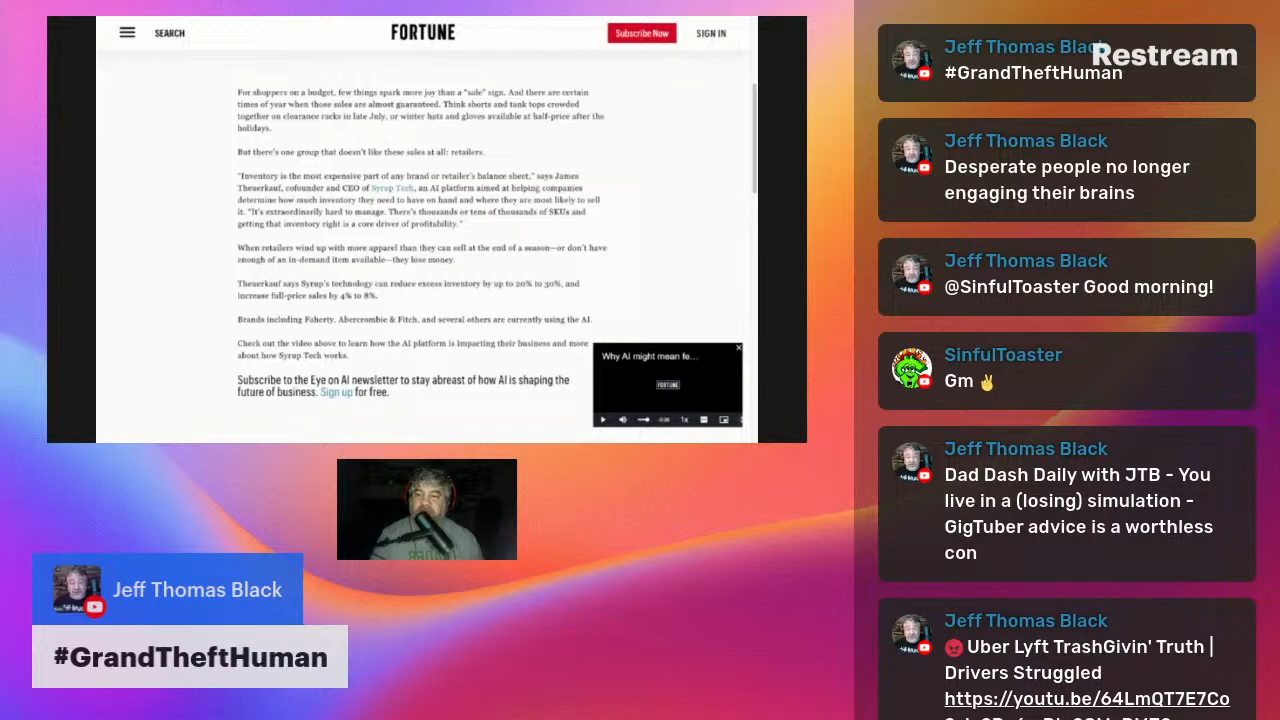 SEARCH
FORTUNE
Subscribe Now
SIGN IN
For shoppers on a budget, few things spark more joy than a “sale” sign. And there are certain
times of year when those sales are almost guaranteed. Think shorts and tank tops crowded
together on clearance racks in late July, or winter hats and gloves available at half-price after the
holidays.
But there’s one group that doesn’t like these sales at all: retailers.
“Inventory is the most expensive part of any brand or retailer’s balance sheet,” says James
Theuerkauf, cofounder and CEO of Syrup Tech, an AI platform aimed at helping companies
determine how much inventory they need to have on hand and where they are most likely to sell
it. “It’s extraordinarily hard to manage. There’s thousands or tens of thousands of SKUs and
getting that inventory right is a core driver of profitability.”
When retailers wind up with more apparel than they can sell at the end of a season—or don’t have
enough of an in-demand item available—they lose money.
Theuerkauf says Syrup’s technology can reduce excess inventory by up to 20% to 30%, and
increase full-price sales by 4% to 8%.
Brands including Faherty, Abercrombie & Fitch, and several others are currently using the AI.
Check out the video above to learn how the AI platform is impacting their business and more
about how Syrup Tech works.
Subscribe to the Eye on AI newsletter to stay abreast of how AI is shaping the
future of business. Sign up for free.
Why AI might mean fe...
FORTUNE
1x
Jeff Thomas Black
#GrandTheftHuman
Restream
Jeff Thomas Black
#GrandTheftHuman
Jeff Thomas Black
Desperate people no longer
engaging their brains
Jeff Thomas Black
@SinfulToaster Good morning!
SinfulToaster
Gm ✌
Jeff Thomas Black
Dad Dash Daily with JTB - You
live in a (losing) simulation -
GigTuber advice is a worthless
con
Jeff Thomas Black
😡 Uber Lyft TrashGivin' Truth |
Drivers Struggled
https://youtu.be/64LmQT7E7Co